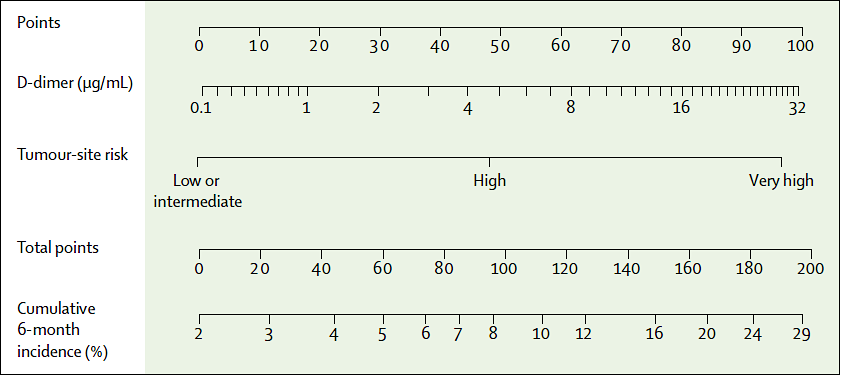 Points
0 10 20 30 40 50 60 70 80 90 100
D-dimer (µg/mL)
0.1 1 2 4 8 16 32
Tumour-site risk
Low or
intermediate
High
Very high
Total points
0 20 40 60 80 100 120 140 160 180 200
Cumulative
6-month
incidence (%)
2 3 4 5 6 7 8 10 12 16 20 24 29